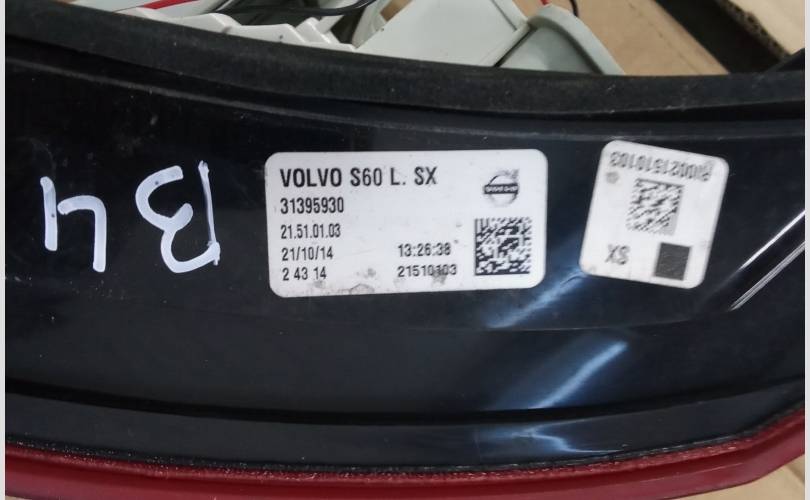 B4
VOLVO S60 L. SX
31395930
21.51.01.03
21/10/14 13:26:38
2 43 14 21510103
SX